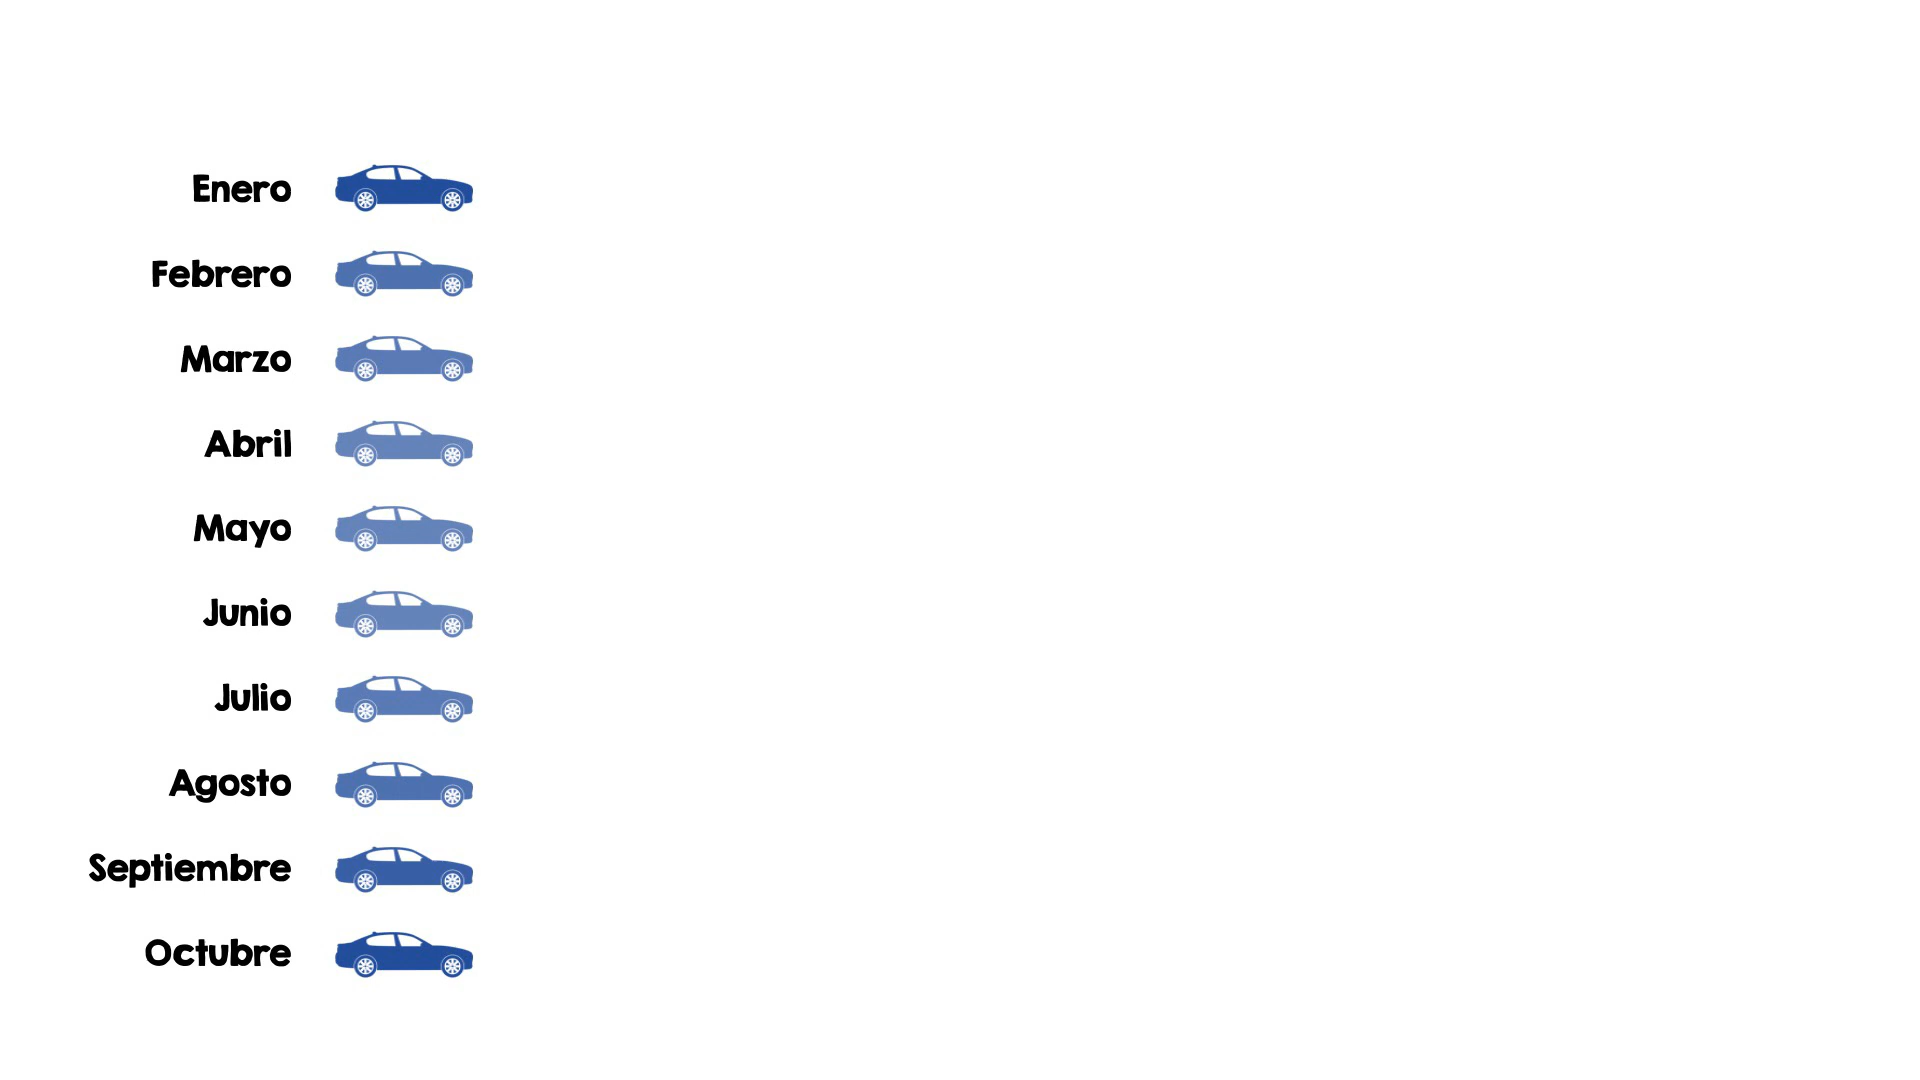 Enero
Febrero
Marzo
Abril
Mayo
Junio
Julio
Agosto
Septiembre
Octubre